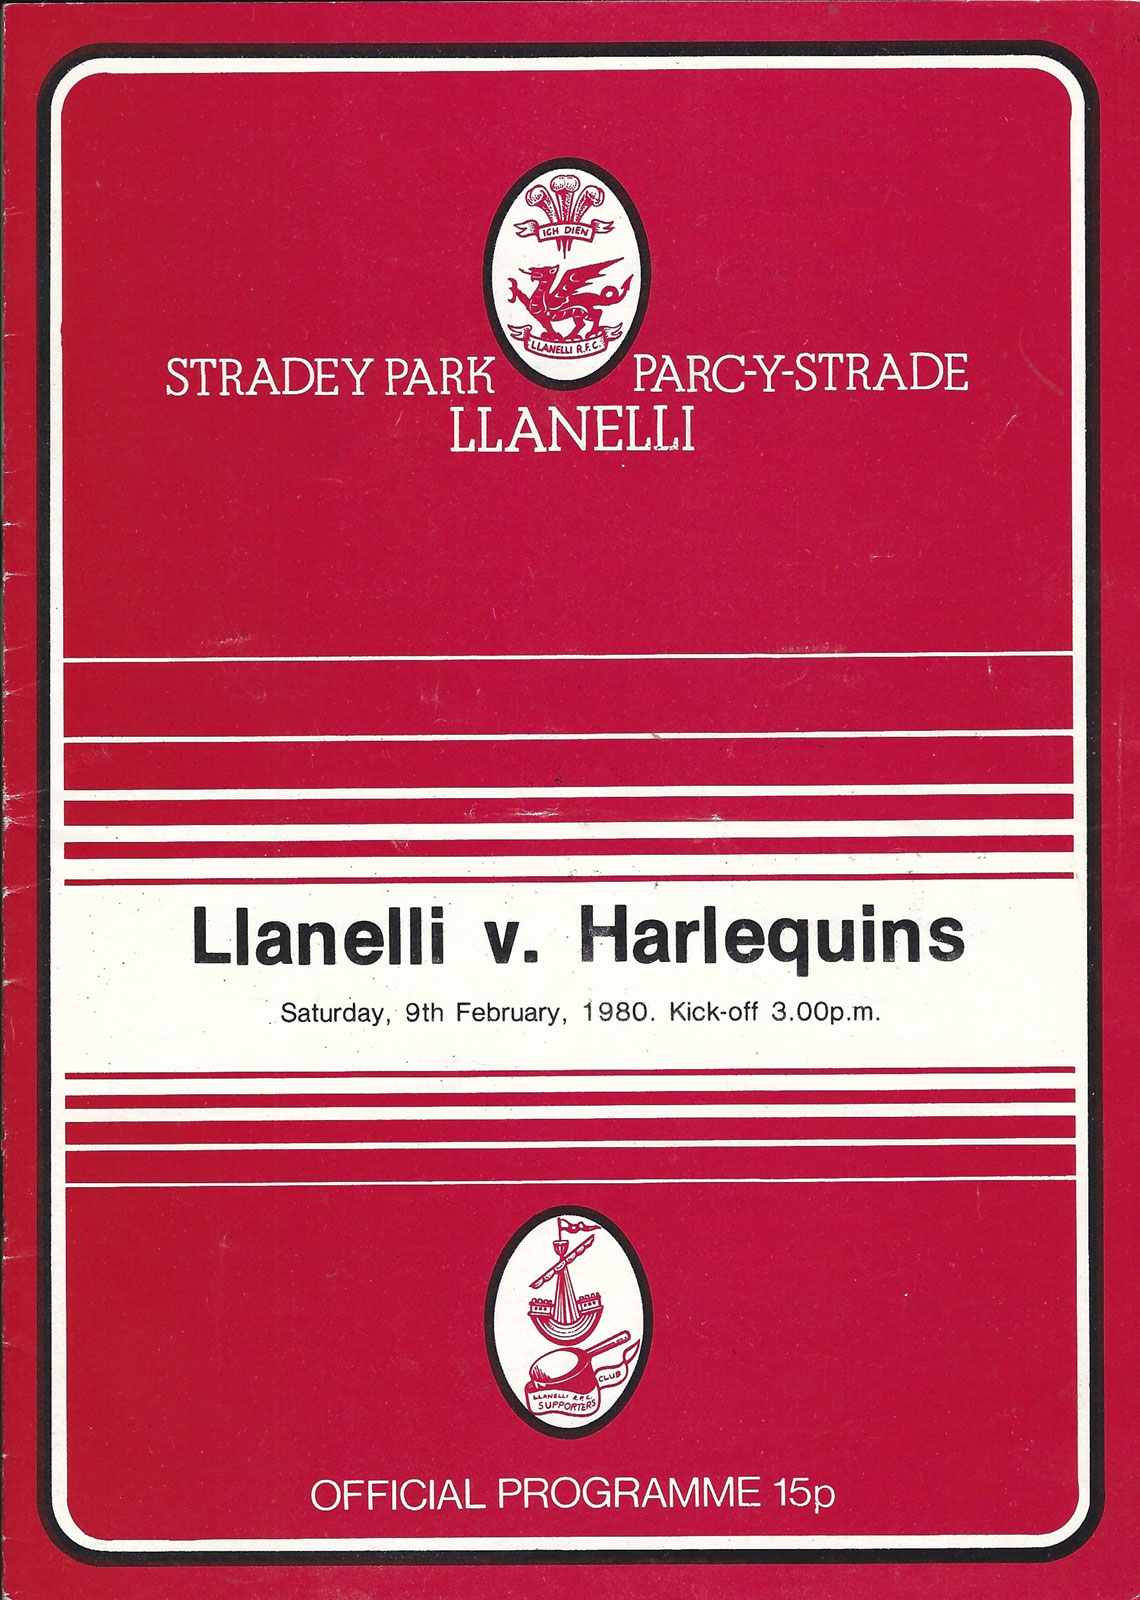 ICH DIEN
LLANELLI R.F.C.
STRADEY PARK PARC-Y-STRADE
LLANELLI
Llanelli v. Harlequins
Saturday, 9th February, 1980. Kick-off 3.00p.m.
CLUB
LLANELLI R.F.C.
SUPPORTERS
OFFICIAL PROGRAMME 15p